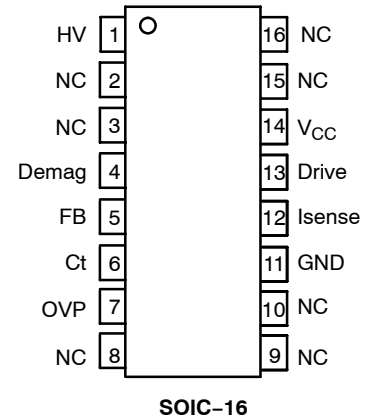 HV 1 16 NC
NC 2 15 NC
NC 3 14 VCC
Demag 4 13 Drive
FB 5 12 Isense
Ct 6 11 GND
OVP 7 10 NC
NC 8 9 NC
SOIC−16